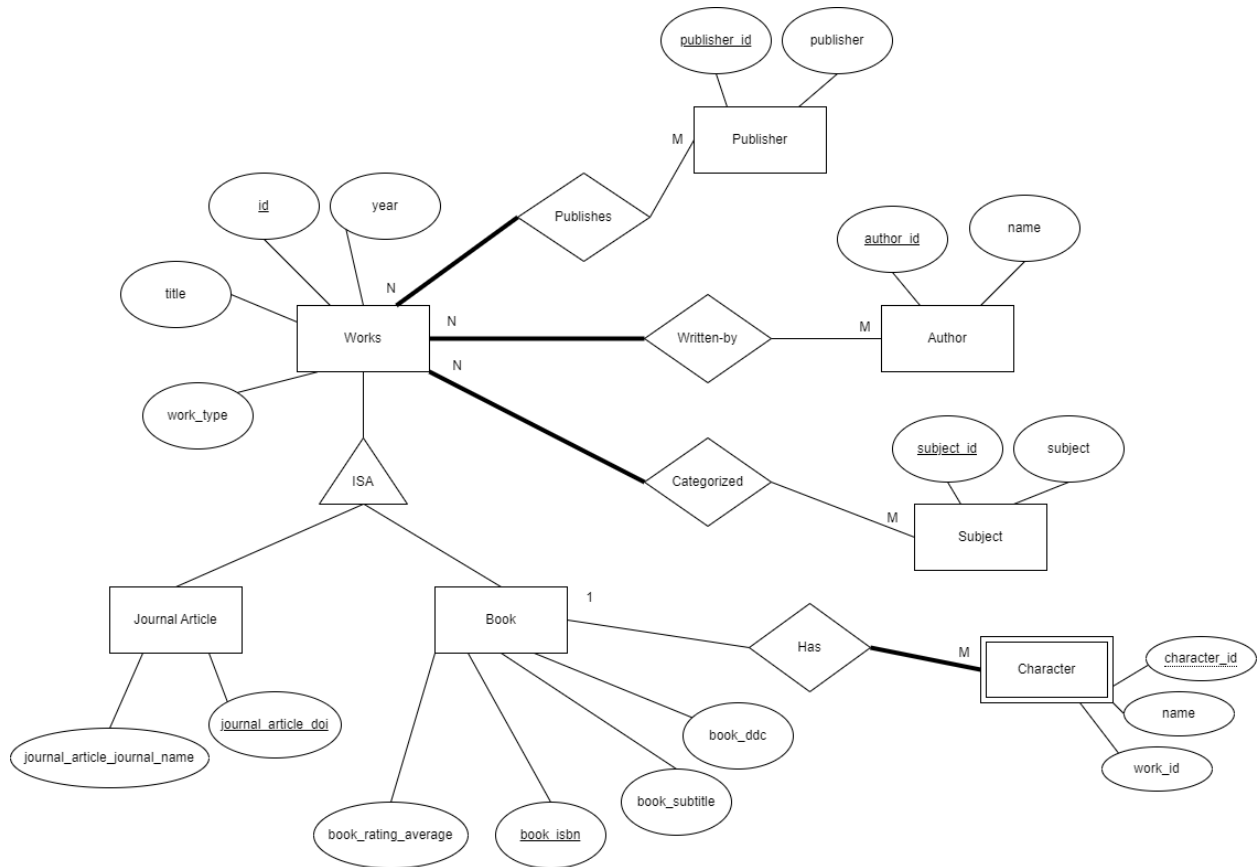 publisher_id
publisher
Publisher
M
Publishes
id
year
title
N
Works
work_type
N
Written-by
M
author_id
name
Author
N
Categorized
M
subject_id
subject
Subject
ISA
Journal Article
journal_article_journal_name
journal_article_doi
Book
1
book_rating_average
book_isbn
book_subtitle
book_ddc
Has
M
Character
character_id
name
work_id